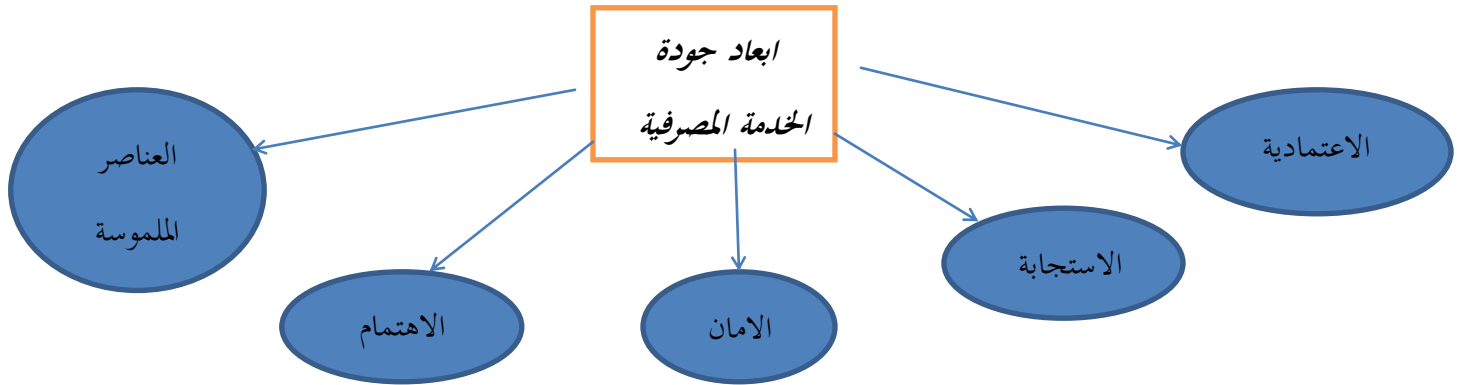 ابعاد جودة
الخدمة المصرفية
الاعتمادية
الاستجابة
الامان
الاهتمام
العناصر
الملموسة